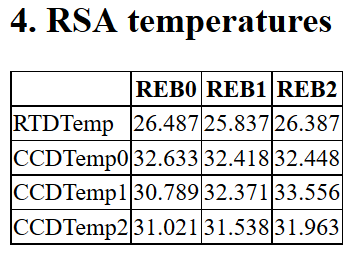 4. RSA temperatures
REB0 REB1 REB2
RTDTemp 26.487 25.837 26.387
CCDTemp0 32.633 32.418 32.448
CCDTemp1 30.789 32.371 33.556
CCDTemp2 31.021 31.538 31.963